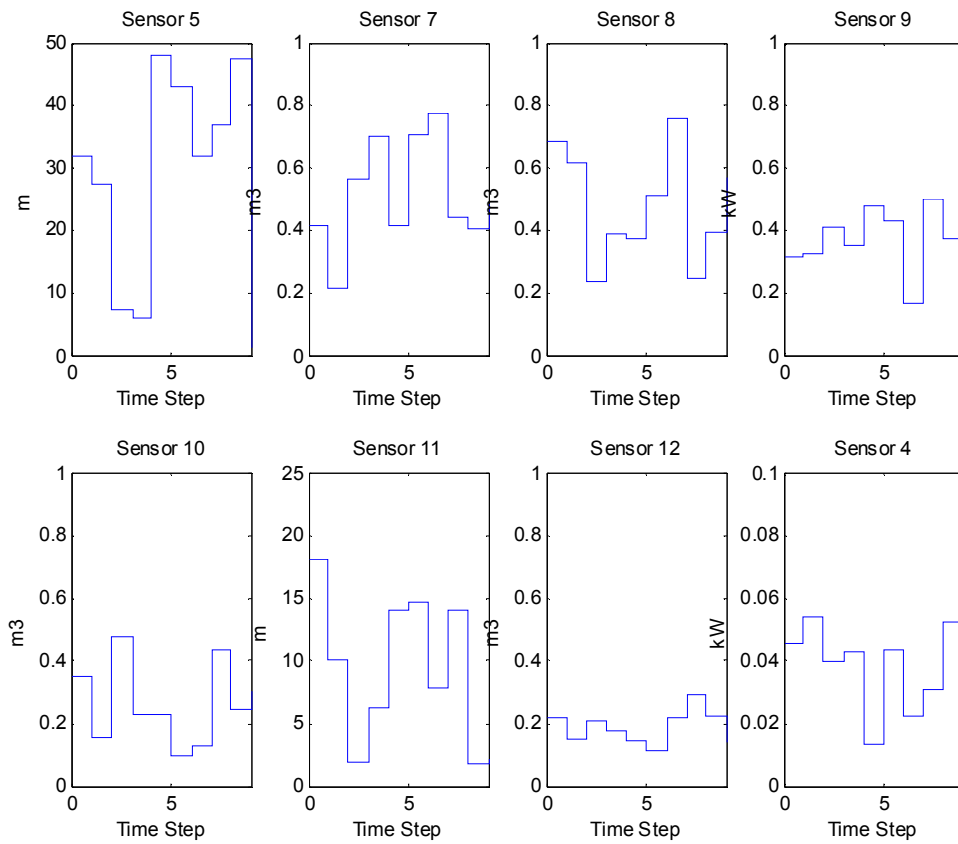 Sensor 5
50
40
30
20
10
0
m
0
5
Time Step
Sensor 7
1
0.8
0.6
0.4
0.2
0
m3
0
5
Time Step
Sensor 8
1
0.8
0.6
0.4
0.2
0
m3
0
5
Time Step
Sensor 9
1
0.8
0.6
0.4
0.2
0
kW
0
5
Time Step
Sensor 10
1
0.8
0.6
0.4
0.2
0
m3
0
5
Time Step
Sensor 11
25
20
15
10
5
0
m
0
5
Time Step
Sensor 12
1
0.8
0.6
0.4
0.2
0
m3
0
5
Time Step
Sensor 4
0.1
0.08
0.06
0.04
0.02
0
kW
0
5
Time Step